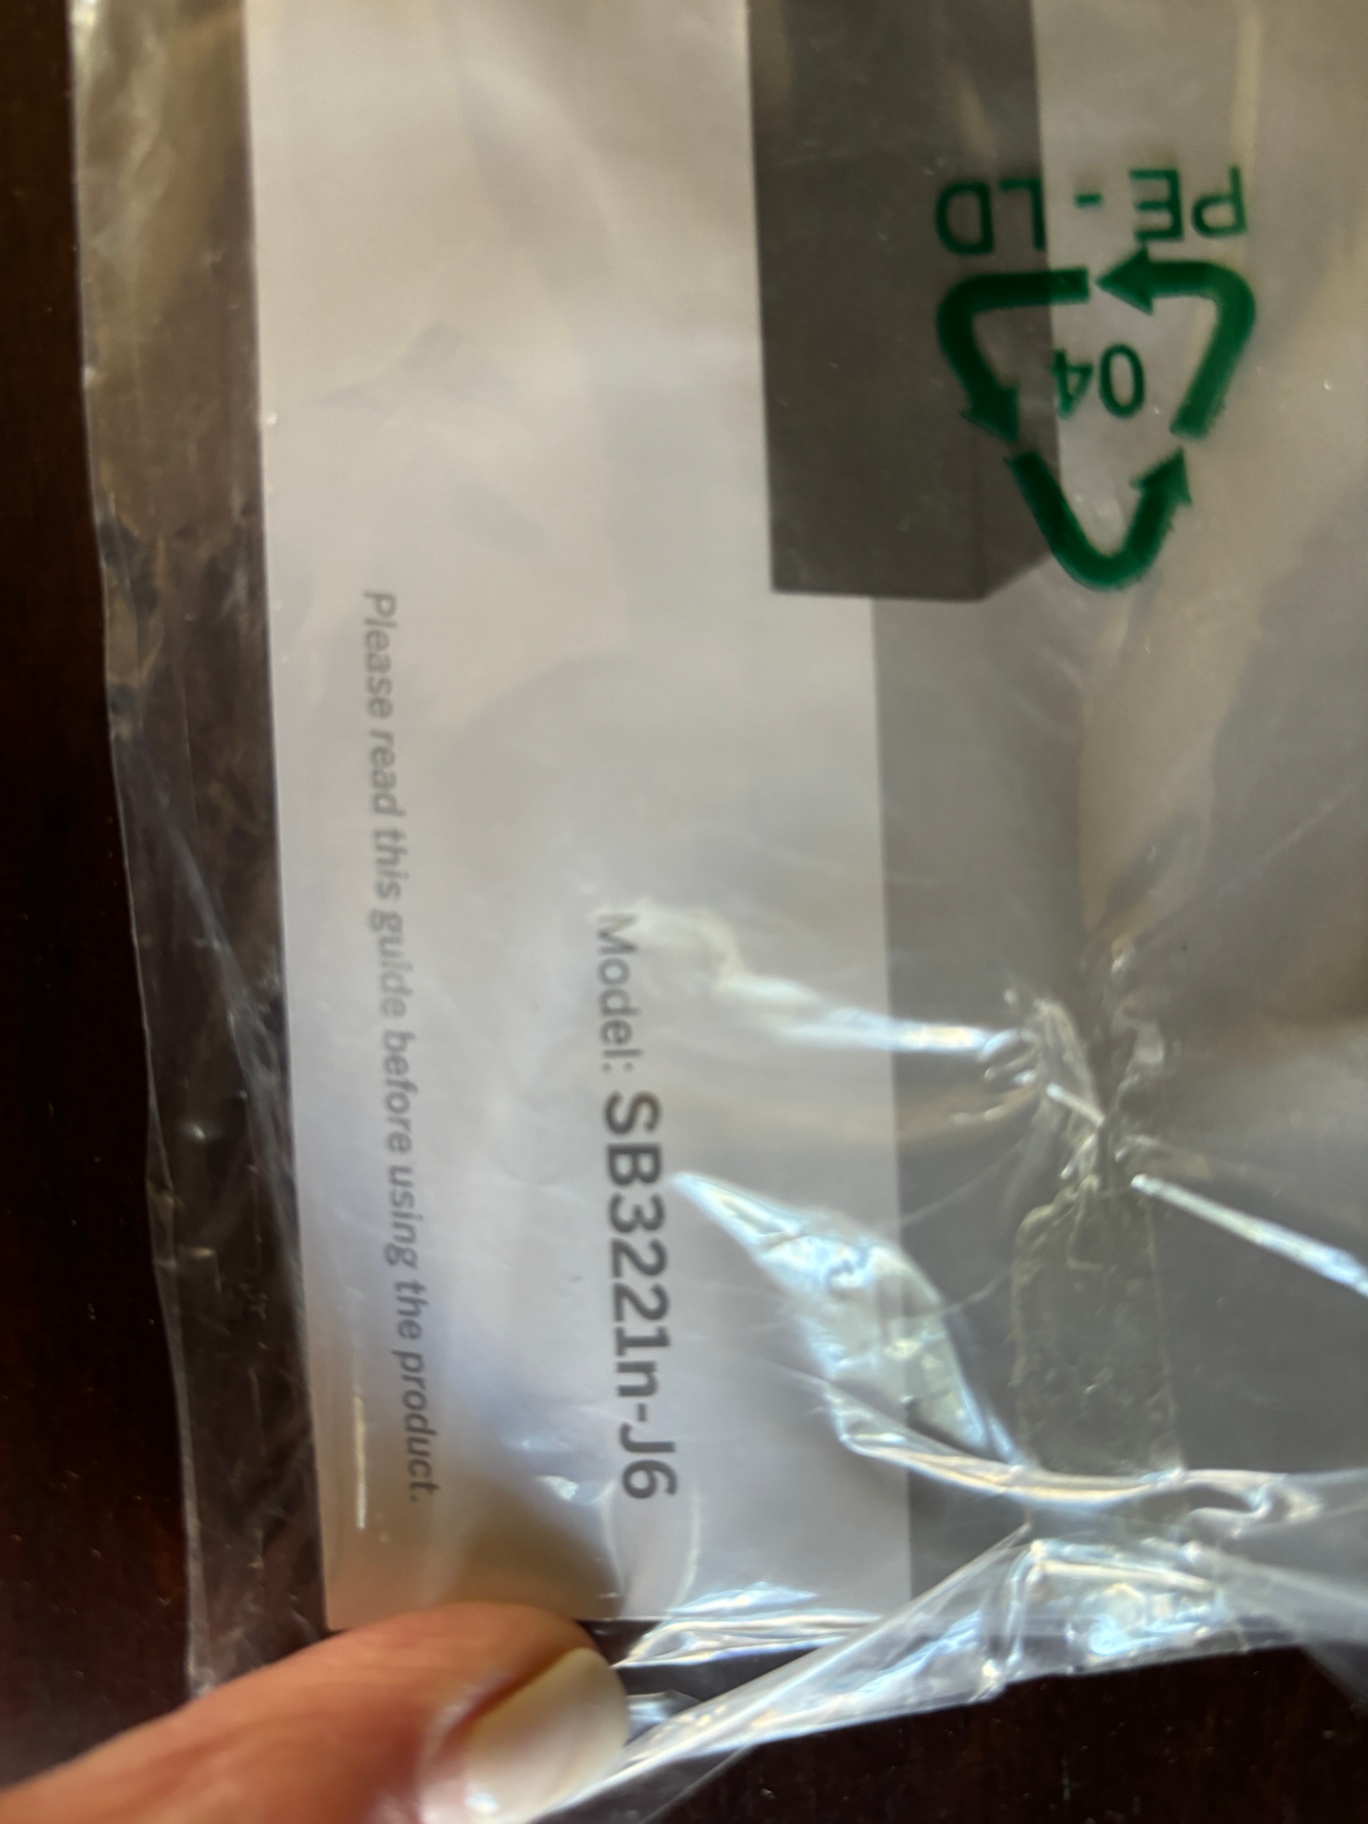 Please read this guide before using the product.
Model: SB3221n-J6
04
PE-LD